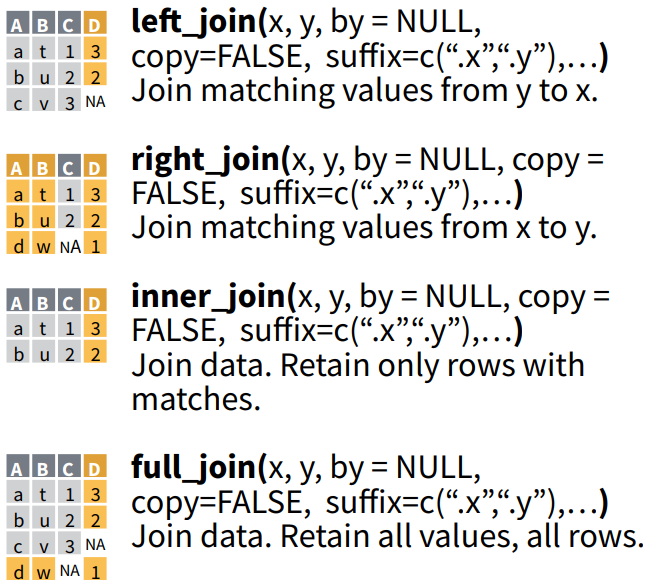 A B C D
a t 1 3
b u 2 2
c v 3 NA
left_join(x, y, by = NULL,
copy=FALSE, suffix=c(“.x”,“.y”),…)
Join matching values from y to x.
A B C D
a t 1 3
b u 2 2
d w NA 1
right_join(x, y, by = NULL, copy =
FALSE, suffix=c(“.x”,“.y”),…)
Join matching values from x to y.
A B C D
a t 1 3
b u 2 2
inner_join(x, y, by = NULL, copy =
FALSE, suffix=c(“.x”,“.y”),…)
Join data. Retain only rows with
matches.
A B C D
a t 1 3
b u 2 2
c v 3 NA
d w NA 1
full_join(x, y, by = NULL,
copy=FALSE, suffix=c(“.x”,“.y”),…)
Join data. Retain all values, all rows.